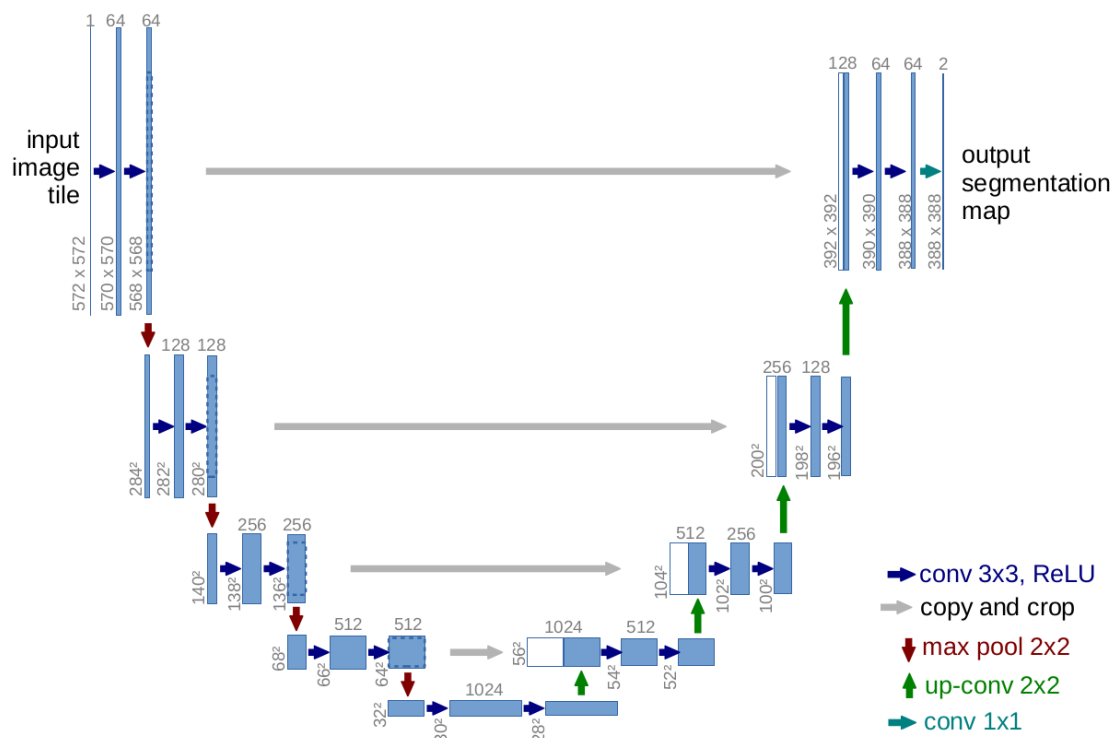 1 64 64
128 64 64 2
input
image
tile
output
segmentation
map
572 x 572
570 x 570
568 x 568
392 x 392
390 x 390
388 x 388
388 x 388
128 128
256 128
284²
282²
280²
200²
198²
196²
256 256
512 256
140²
138²
136²
104²
102²
100²
512 512
1024 512
68²
66²
64²
56²
54²
52²
1024
32²
30²
28²
conv 3x3, ReLU
copy and crop
max pool 2x2
up-conv 2x2
conv 1x1